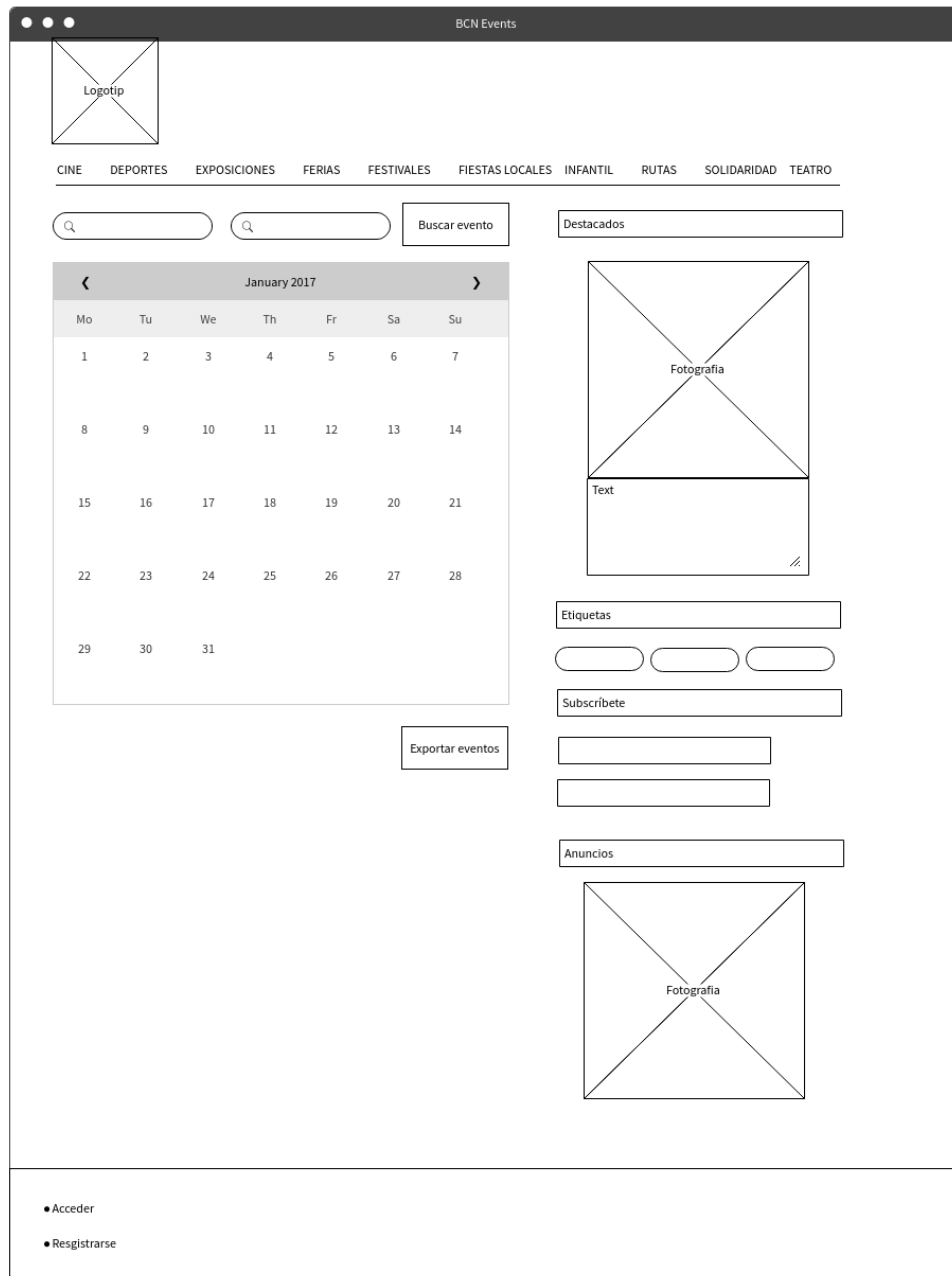 BCN Events
Logotip
CINE DEPORTES EXPOSICIONES FERIAS FESTIVALES FIESTAS LOCALES INFANTIL RUTAS SOLIDARIDAD TEATRO
Buscar evento
January 2017
Mo Tu We Th Fr Sa Su
1 2 3 4 5 6 7
8 9 10 11 12 13 14
15 16 17 18 19 20 21
22 23 24 25 26 27 28
29 30 31
Exportar eventos
Destacados
Fotografia
Text
Etiquetas
Subscríbete
Anuncios
Fotografia
Acceder
Resgistrarse